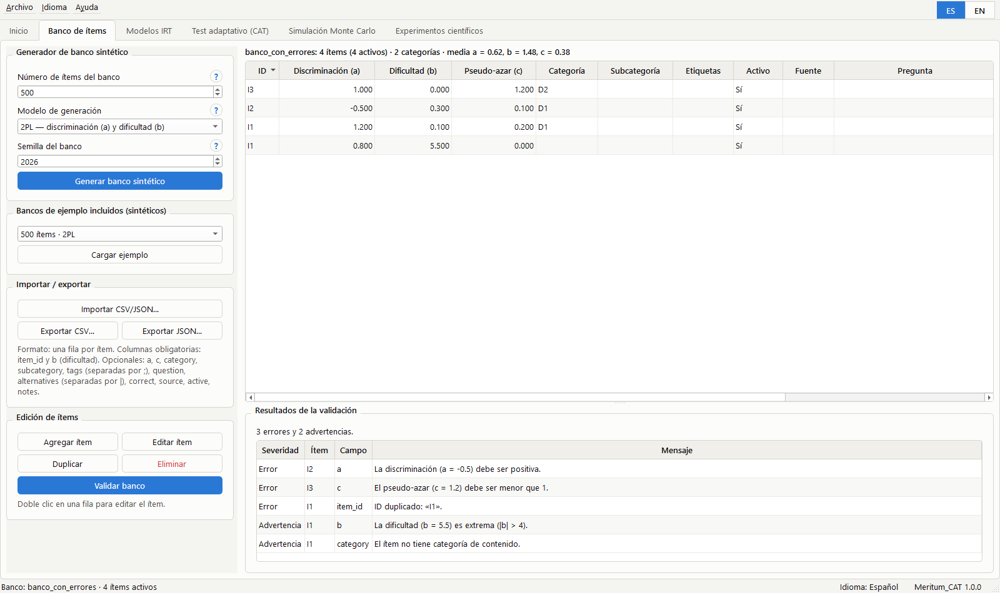 Archivo Idioma Ayuda ES EN
Inicio Banco de ítems Modelos IRT Test adaptativo (CAT) Simulación Monte Carlo Experimentos científicos
Generador de banco sintético
Número de ítems del banco ?
500
Modelo de generación ?
2PL — discriminación (a) y dificultad (b)
Semilla del banco ?
2026
Generar banco sintético
Bancos de ejemplo incluidos (sintéticos)
500 ítems · 2PL
Cargar ejemplo
Importar / exportar
Importar CSV/JSON...
Exportar CSV... Exportar JSON...
Formato: una fila por ítem. Columnas obligatorias:
item_id y b (dificultad). Opcionales: a, c, category,
subcategory, tags (separadas por ;), question,
alternatives (separadas por |), correct, source, active,
notes.
Edición de ítems
Agregar ítem Editar ítem
Duplicar Eliminar
Validar banco
Doble clic en una fila para editar el ítem.
banco_con_errores: 4 ítems (4 activos) · 2 categorías · media a = 0.62, b = 1.48, c = 0.38
ID Discriminación (a) Dificultad (b) Pseudo-azar (c) Categoría Subcategoría Etiquetas Activo Fuente Pregunta
I3 1.000 0.000 1.200 D2 Sí
I2 -0.500 0.300 0.100 D1 Sí
I1 1.200 0.100 0.200 D1 Sí
I1 0.800 5.500 0.000 Sí
Resultados de la validación
3 errores y 2 advertencias.
Severidad Ítem Campo Mensaje
Error I2 a La discriminación (a = -0.5) debe ser positiva.
Error I3 c El pseudo-azar (c = 1.2) debe ser menor que 1.
Error I1 item_id ID duplicado: «I1».
Advertencia I1 b La dificultad (b = 5.5) es extrema (|b| > 4).
Advertencia I1 category El ítem no tiene categoría de contenido.
Banco: banco_con_errores · 4 ítems activos Idioma: Español Meritum_CAT 1.0.0